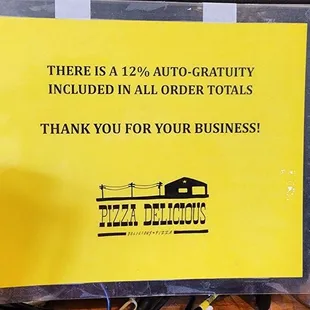 THERE IS A 12% AUTO-GRATUITY
INCLUDED IN ALL ORDER TOTALS
THANK YOU FOR YOUR BUSINESS!
PIZZA DELICIOUS